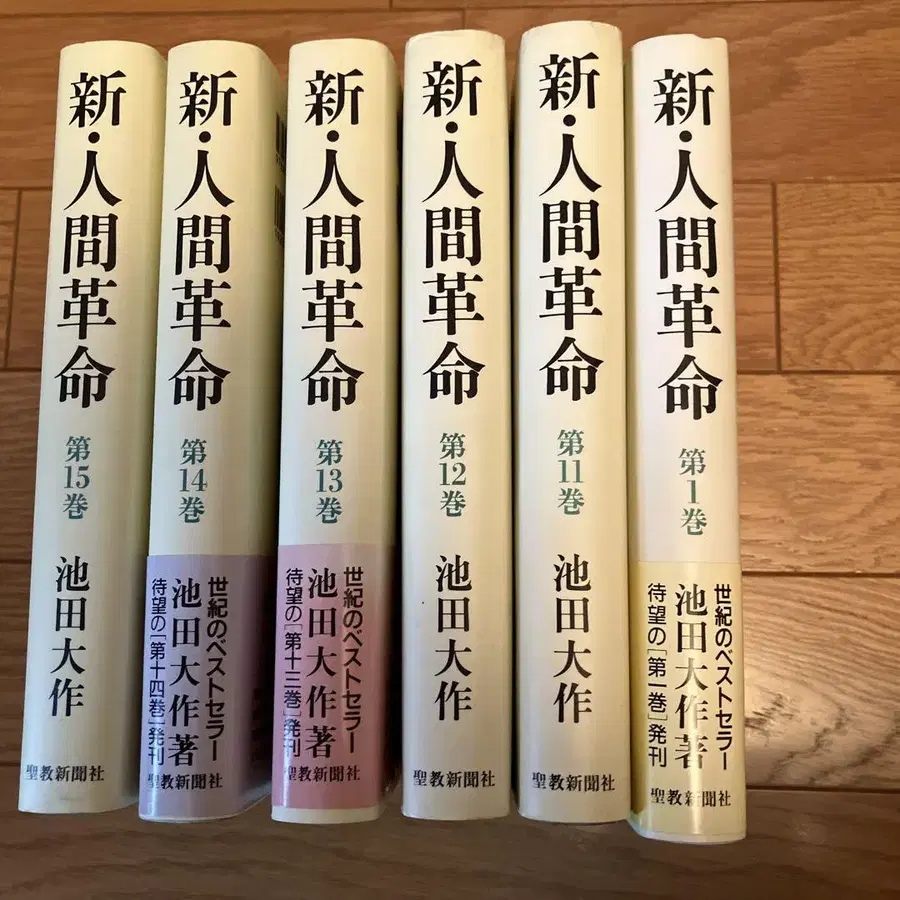 新・人間革命
第15巻
池田大作
聖教新聞社
新・人間革命
第14巻
世紀のベストセラー
池田大作著
待望の[第十四巻]発刊
聖教新聞社
新・人間革命
第13巻
世紀のベストセラー
池田大作著
待望の[第十三巻]発刊
聖教新聞社
新・人間革命
第12巻
池田大作
聖教新聞社
新・人間革命
第11巻
池田大作
聖教新聞社
新・人間革命
第1巻
世紀のベストセラー
池田大作著
待望の[第一巻]発刊
聖教新聞社